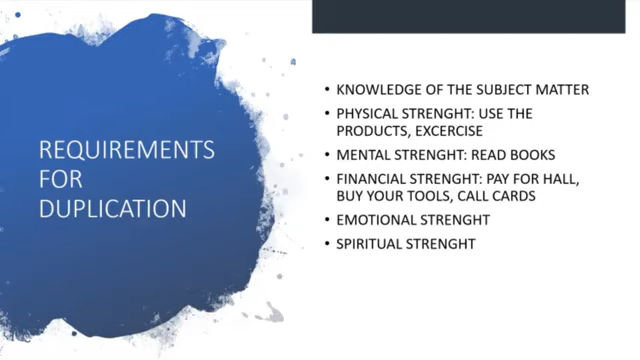 REQUIREMENTS
FOR
DUPLICATION
• KNOWLEDGE OF THE SUBJECT MATTER
• PHYSICAL STRENGHT: USE THE
PRODUCTS, EXCERCISE
• MENTAL STRENGHT: READ BOOKS
• FINANCIAL STRENGHT: PAY FOR HALL,
BUY YOUR TOOLS, CALL CARDS
• EMOTIONAL STRENGHT
• SPIRITUAL STRENGHT